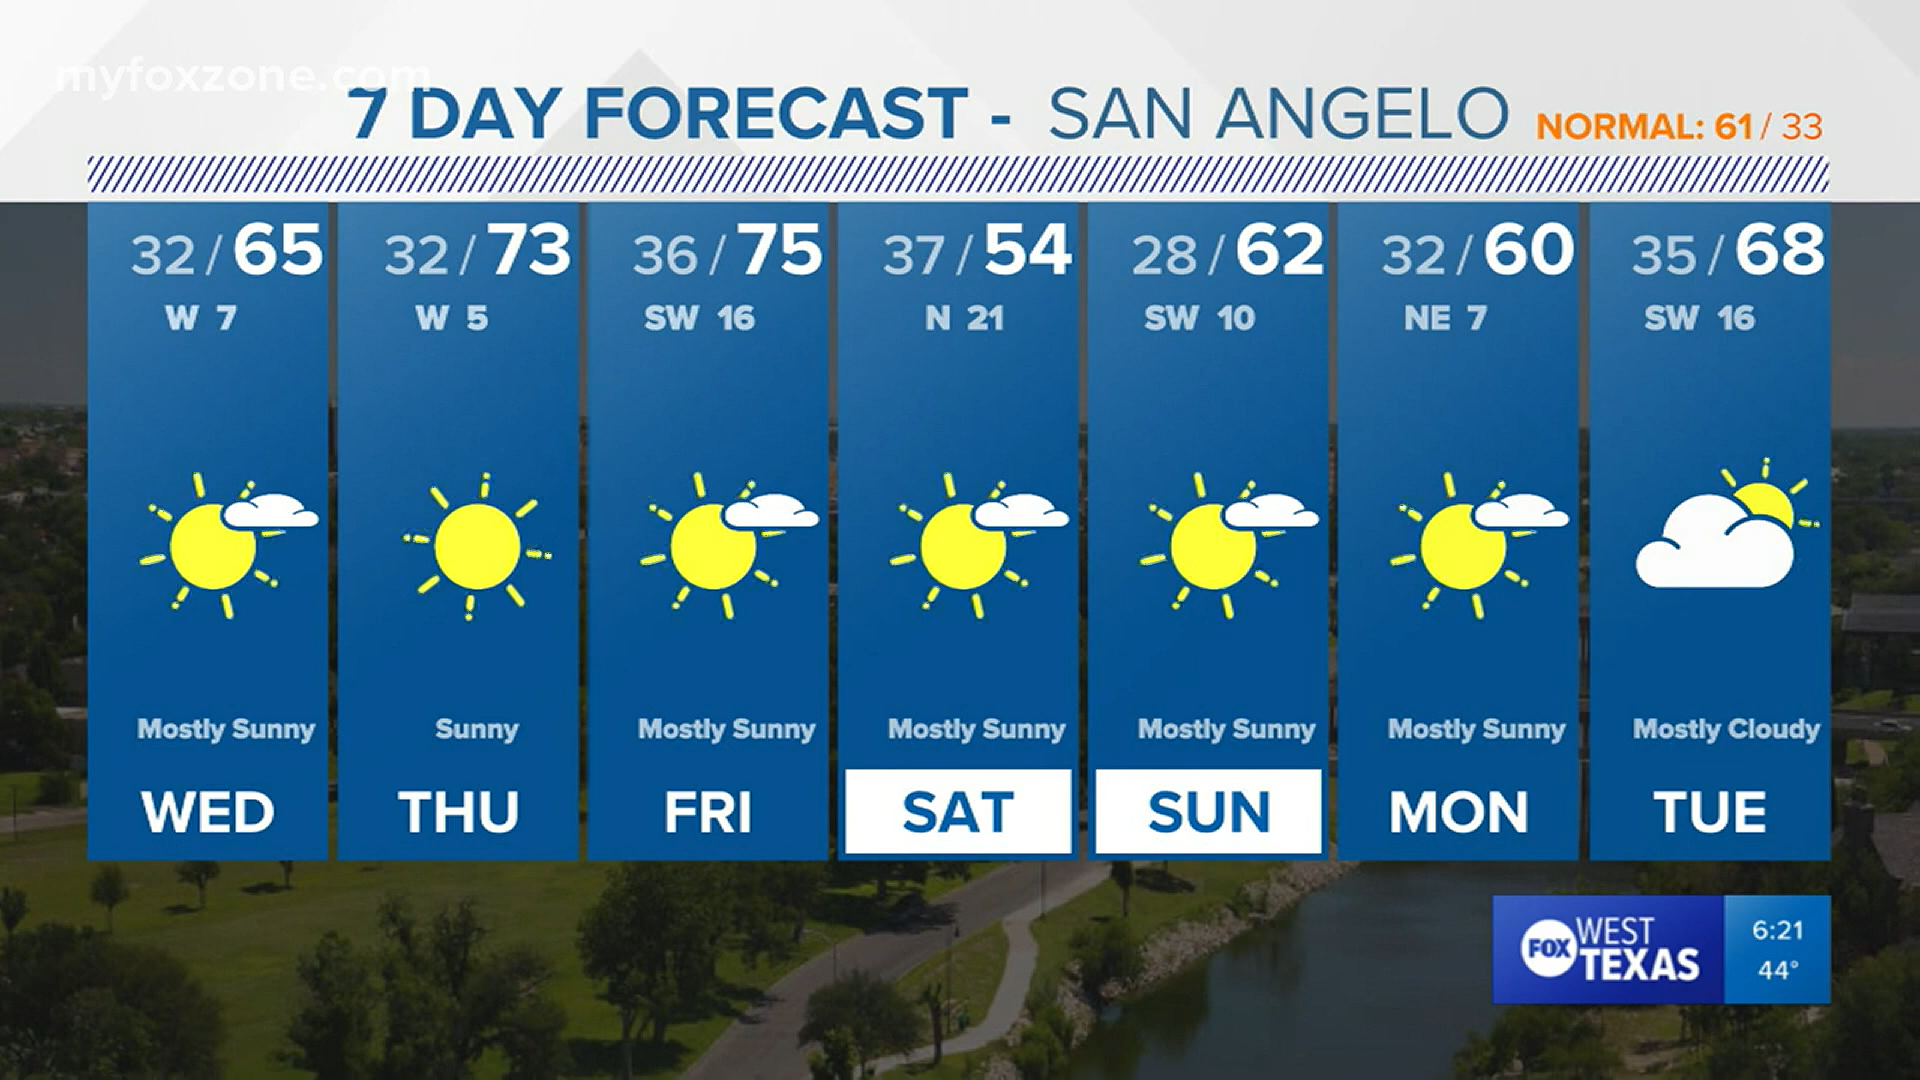 myfoxzone.com
7 DAY FORECAST - SAN ANGELO NORMAL: 61 / 33
32 / 65
W 7
Mostly Sunny
WED
32 / 73
W 5
Sunny
THU
36 / 75
SW 16
Mostly Sunny
FRI
37 / 54
N 21
Mostly Sunny
SAT
28 / 62
SW 10
Mostly Sunny
SUN
32 / 60
NE 7
Mostly Sunny
MON
35 / 68
SW 16
Mostly Cloudy
TUE
FOX WEST TEXAS
6:21
44°